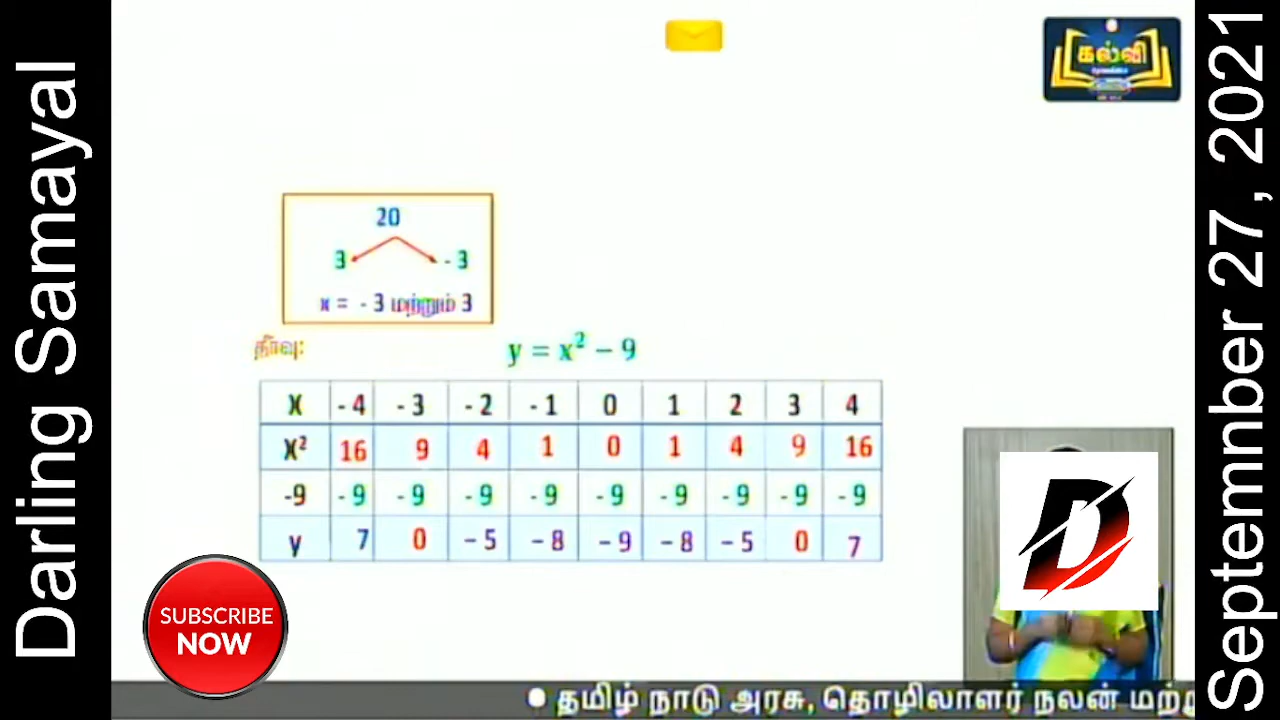 Darling Samayal
கல்வி
20
3 - 3
x = - 3 மற்றும் 3
தீர்வு:
y = x² − 9
X - 4 - 3 - 2 - 1 0 1 2 3 4
X² 16 9 4 1 0 1 4 9 16
-9 - 9 - 9 - 9 - 9 - 9 - 9 - 9 - 9 - 9
y 7 0 - 5 - 8 - 9 - 8 - 5 0 7
D
SUBSCRIBE
NOW
தமிழ் நாடு அரசு, தொழிலாளர் நலன்
Septemnber 27, 2021